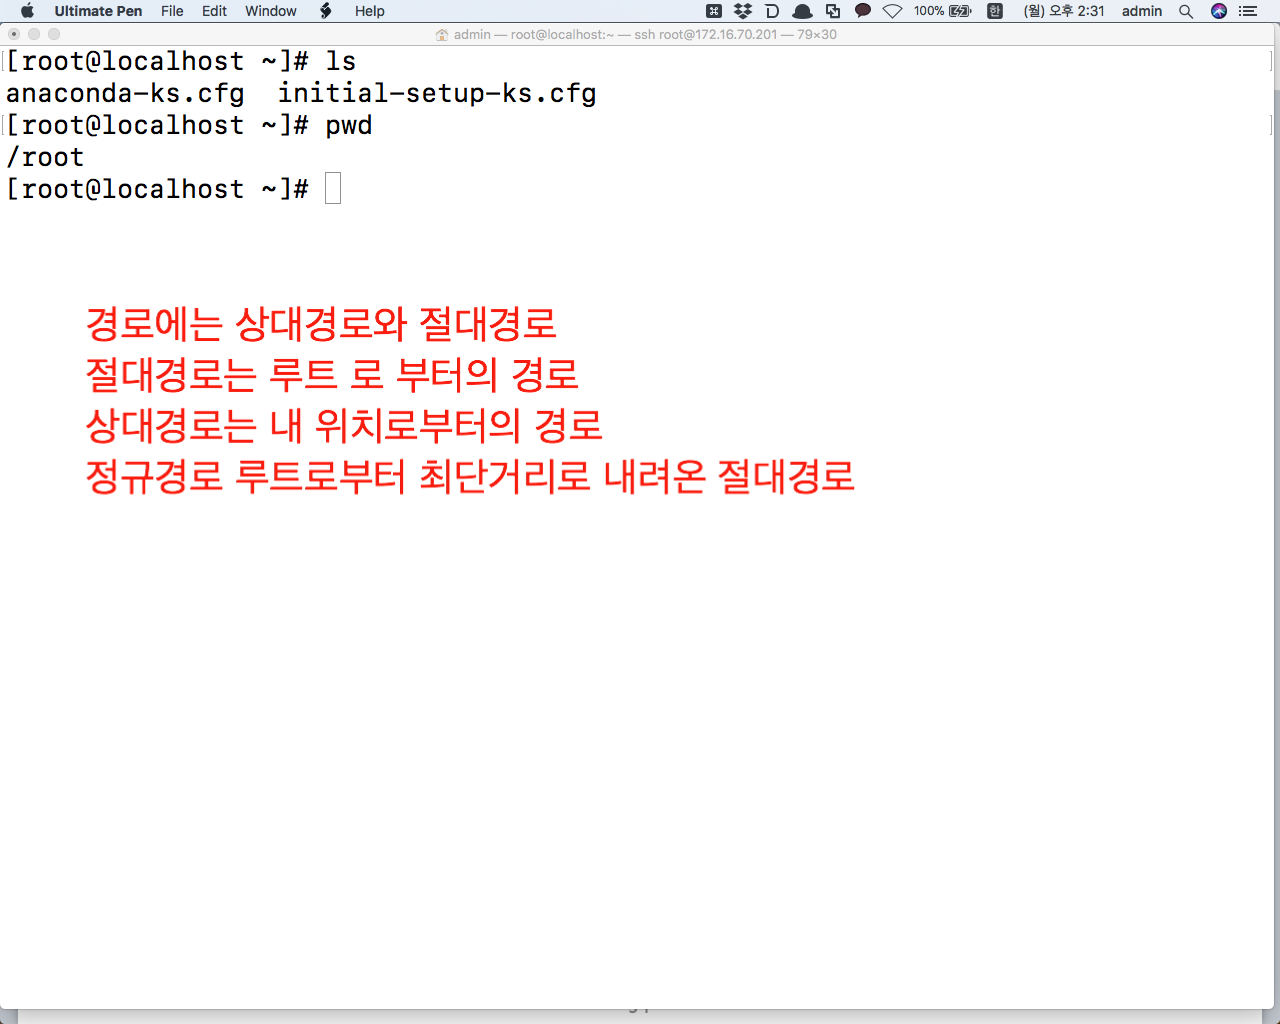 Ultimate Pen File Edit Window Help 100% 한 (월) 오후 2:31 admin
admin — root@localhost:~ — ssh root@172.16.70.201 — 79×30
[root@localhost ~]# ls
anaconda-ks.cfg  initial-setup-ks.cfg
[root@localhost ~]# pwd
/root
[root@localhost ~]#
경로에는 상대경로와 절대경로
절대경로는 루트 로 부터의 경로
상대경로는 내 위치로부터의 경로
정규경로 루트로부터 최단거리로 내려온 절대경로